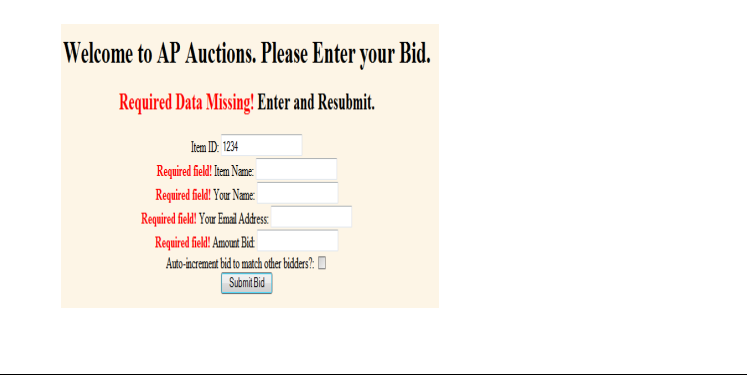 Welcome to AP Auctions. Please Enter your Bid.
Required Data Missing! Enter and Resubmit.
Item ID: 1234
Required field! Item Name:
Required field! Your Name:
Required field! Your Email Address:
Required field! Amount Bid:
Auto-increment bid to match other bidders?:
Submit Bid